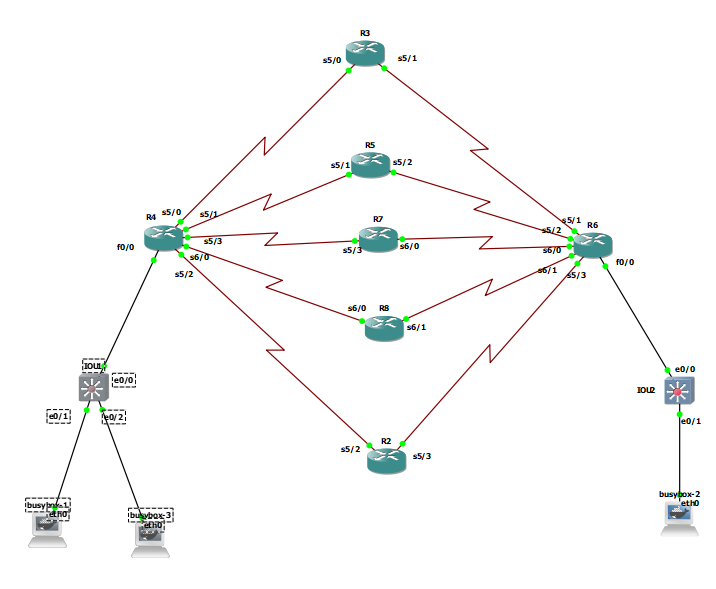 R3
s5/0
s5/1
R5
s5/1
s5/2
R4
s5/0
s5/1
f0/0
s5/3
s6/0
s5/2
R7
s5/3
s6/0
s5/1
R6
s5/2
s6/0
s6/1
s5/3
f0/0
s6/0
R8
s6/1
IOU1
e0/0
e0/1
e0/2
e0/0
IOU2
e0/1
R2
s5/2
s5/3
busybox-1
eth0
busybox-3
eth0
busybox-2
eth0